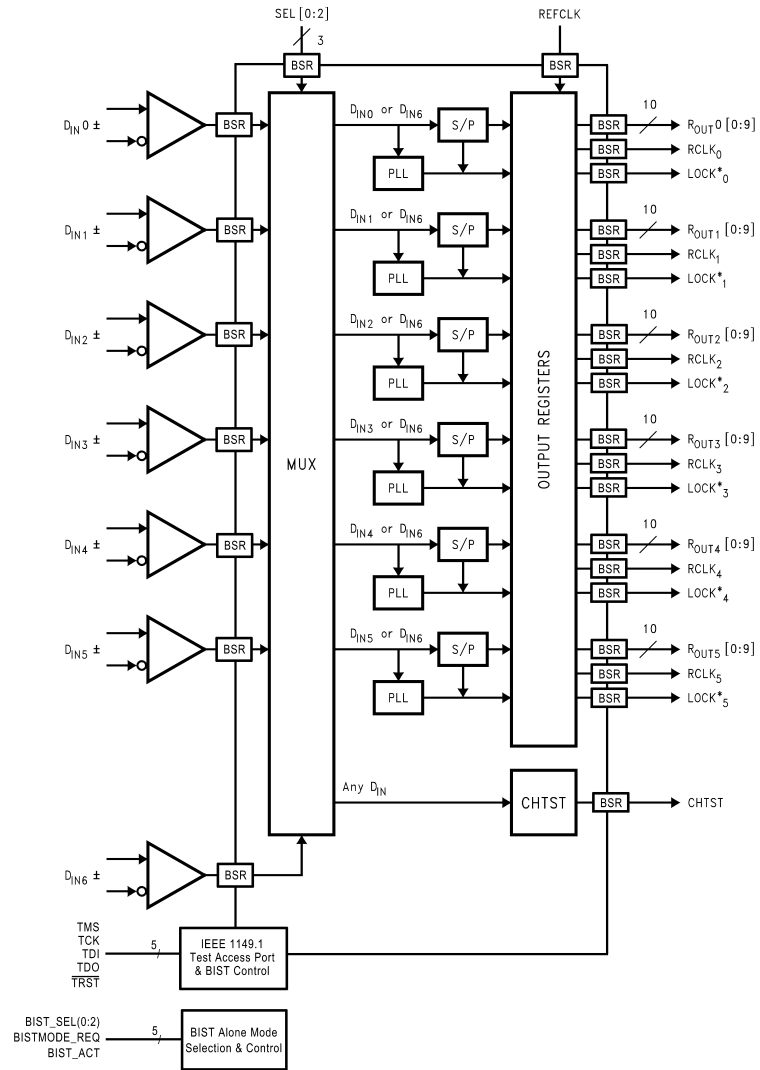 SEL [0:2]
REFCLK
3
BSR
BSR
D_IN 0 ±
BSR
D_IN0 or D_IN6
S/P
PLL
BSR
10
R_OUT 0 [0:9]
BSR
RCLK_0
BSR
LOCK*_0
D_IN1 ±
BSR
D_IN1 or D_IN6
S/P
PLL
BSR
10
R_OUT1 [0:9]
BSR
RCLK_1
BSR
LOCK*_1
D_IN2 ±
BSR
D_IN2 or D_IN6
S/P
PLL
BSR
10
R_OUT2 [0:9]
BSR
RCLK_2
BSR
LOCK*_2
D_IN3 ±
BSR
MUX
D_IN3 or D_IN6
S/P
PLL
OUTPUT REGISTERS
BSR
10
R_OUT3 [0:9]
BSR
RCLK_3
BSR
LOCK*_3
D_IN4 ±
BSR
D_IN4 or D_IN6
S/P
PLL
BSR
10
R_OUT4 [0:9]
BSR
RCLK_4
BSR
LOCK*_4
D_IN5 ±
BSR
D_IN5 or D_IN6
S/P
PLL
BSR
10
R_OUT5 [0:9]
BSR
RCLK_5
BSR
LOCK*_5
Any D_IN
CHTST
BSR
CHTST
D_IN6 ±
BSR
TMS
TCK
TDI
TDO
TRST
5
IEEE 1149.1
Test Access Port
& BIST Control
BIST_SEL(0:2)
BISTMODE_REQ
BIST_ACT
5
BIST Alone Mode
Selection & Control